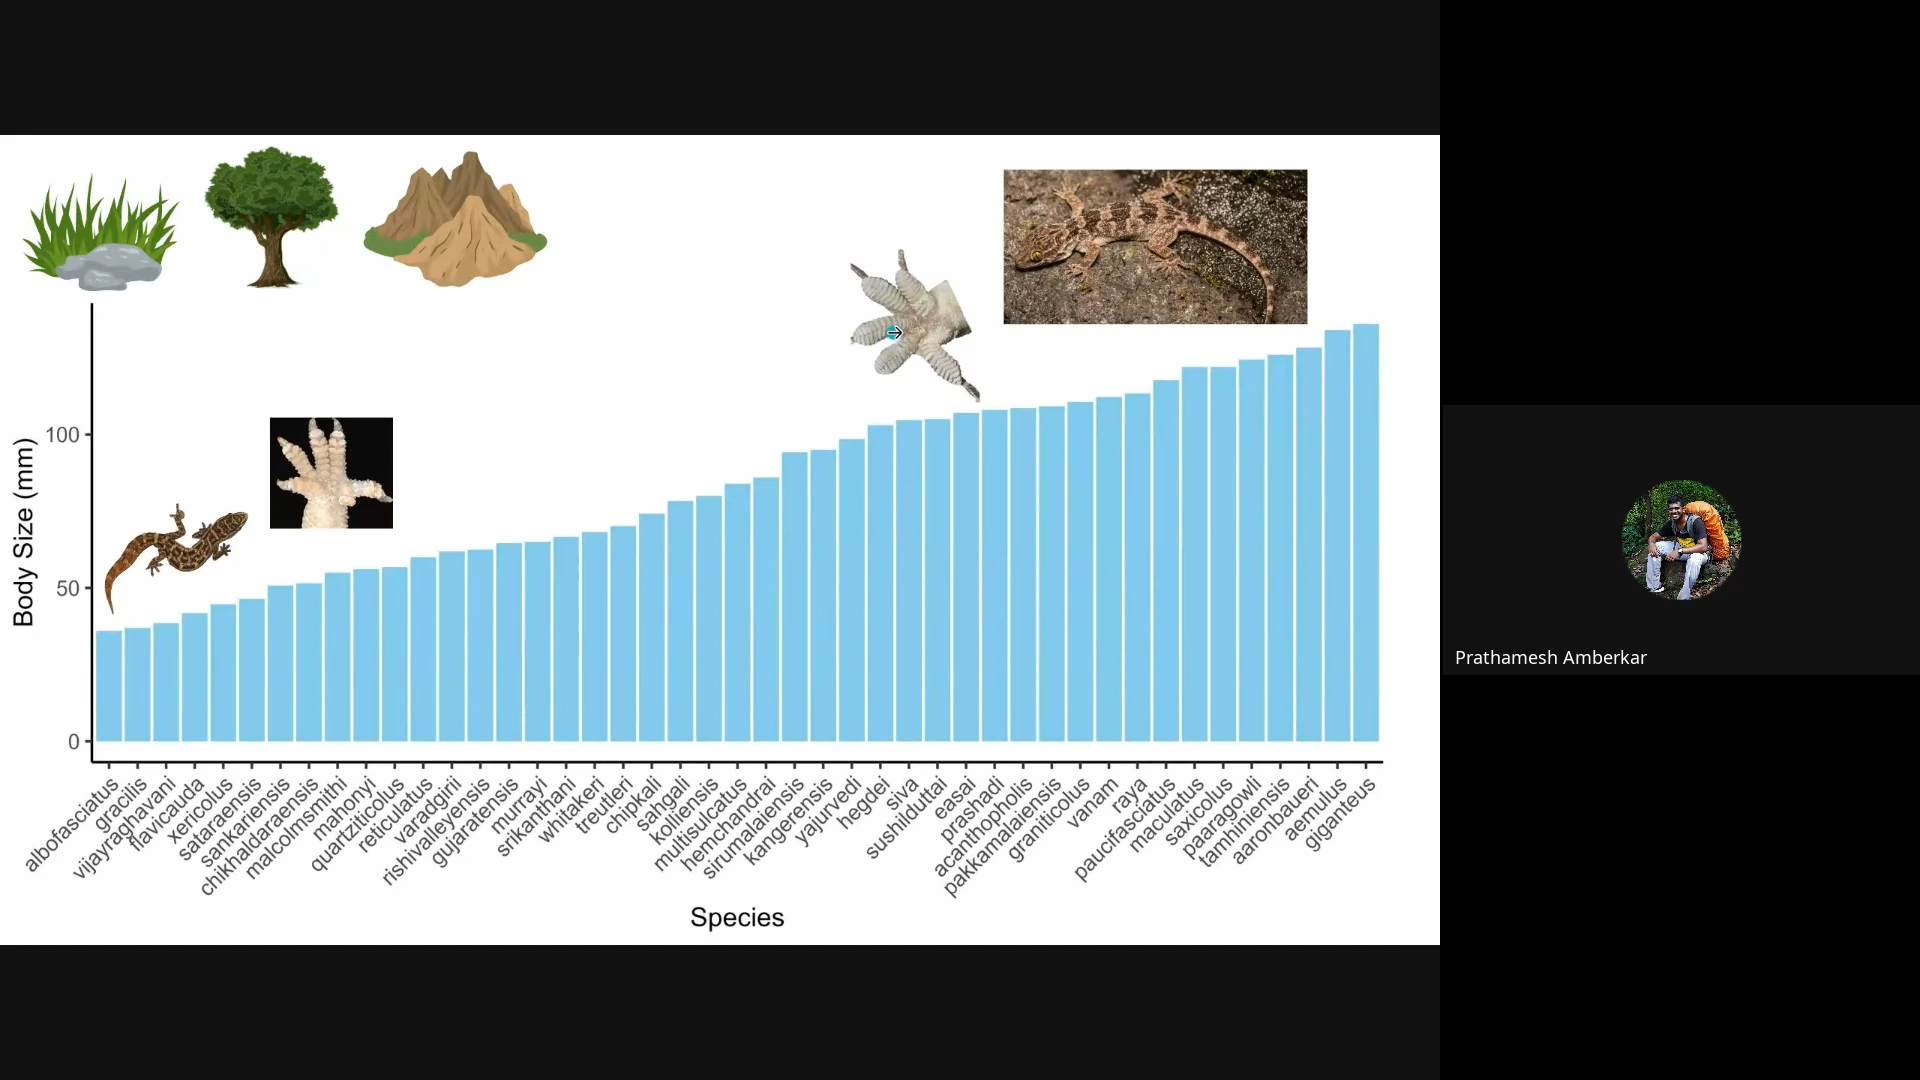 Body Size (mm)
100
50
0
albofasciatus
gracilis
vijayraghavani
flavicauda
xericolus
sataraensis
sankariensis
chikhaldaraensis
malcolmsmithi
mahonyi
quartziticolus
reticulatus
varadgirii
rishivalleyensis
gujaratensis
murrayi
srikanthani
whitakeri
treutleri
chipkali
sahgali
kolliensis
multisulcatus
hemchandrai
sirumalaiensis
kangerensis
yajurvedi
hegdei
siva
sushilduttai
easai
prashadi
acanthopholis
pakkamalaiensis
graniticolus
vanam
raya
paucifasciatus
maculatus
saxicolus
paaragowli
tamhiniensis
aaronbaueri
aemulus
giganteus
Species
Prathamesh Amberkar